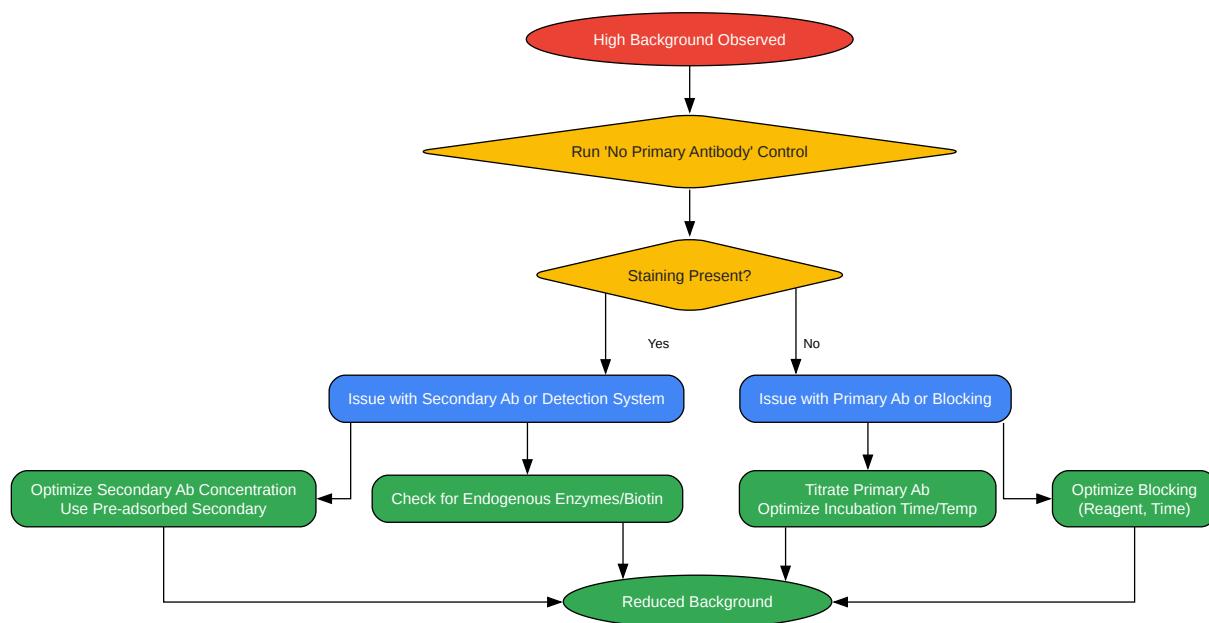 High Background Observed
Run 'No Primary Antibody' Control
Staining Present?
Yes
No
Issue with Secondary Ab or Detection System
Issue with Primary Ab or Blocking
Optimize Secondary Ab Concentration
Use Pre-adsorbed Secondary
Check for Endogenous Enzymes/Biotin
Titrate Primary Ab
Optimize Incubation Time/Temp
Optimize Blocking
(Reagent, Time)
Reduced Background